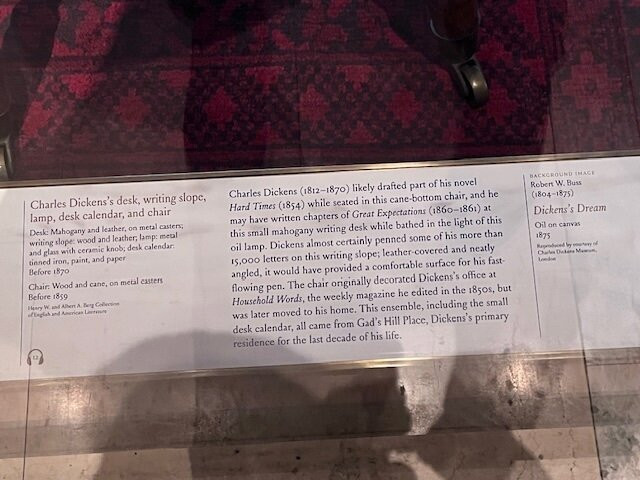 Charles Dickens's desk, writing slope,
lamp, desk calendar, and chair
Desk: Mahogany and leather, on metal casters;
writing slope: wood and leather; lamp: metal
and glass with ceramic knob; desk calendar:
tinned iron, paint, and paper
Before 1870
Chair: Wood and cane, on metal casters
Before 1859
Henry W. and Albert A. Berg Collection
of English and American Literature
12
Charles Dickens (1812–1870) likely drafted part of his novel
Hard Times (1854) while seated in this cane-bottom chair, and he
may have written chapters of Great Expectations (1860–1861) at
this small mahogany writing desk while bathed in the light of this
oil lamp. Dickens almost certainly penned some of his more than
15,000 letters on this writing slope; leather-covered and neatly
angled, it would have provided a comfortable surface for his fast-
flowing pen. The chair originally decorated Dickens's office at
Household Words, the weekly magazine he edited in the 1850s, but
was later moved to his home. This ensemble, including the small
desk calendar, all came from Gad's Hill Place, Dickens's primary
residence for the last decade of his life.
BACKGROUND IMAGE
Robert W. Buss
(1804–1875)
Dickens's Dream
Oil on canvas
1875
Reproduced by courtesy of
Charles Dickens Museum,
London